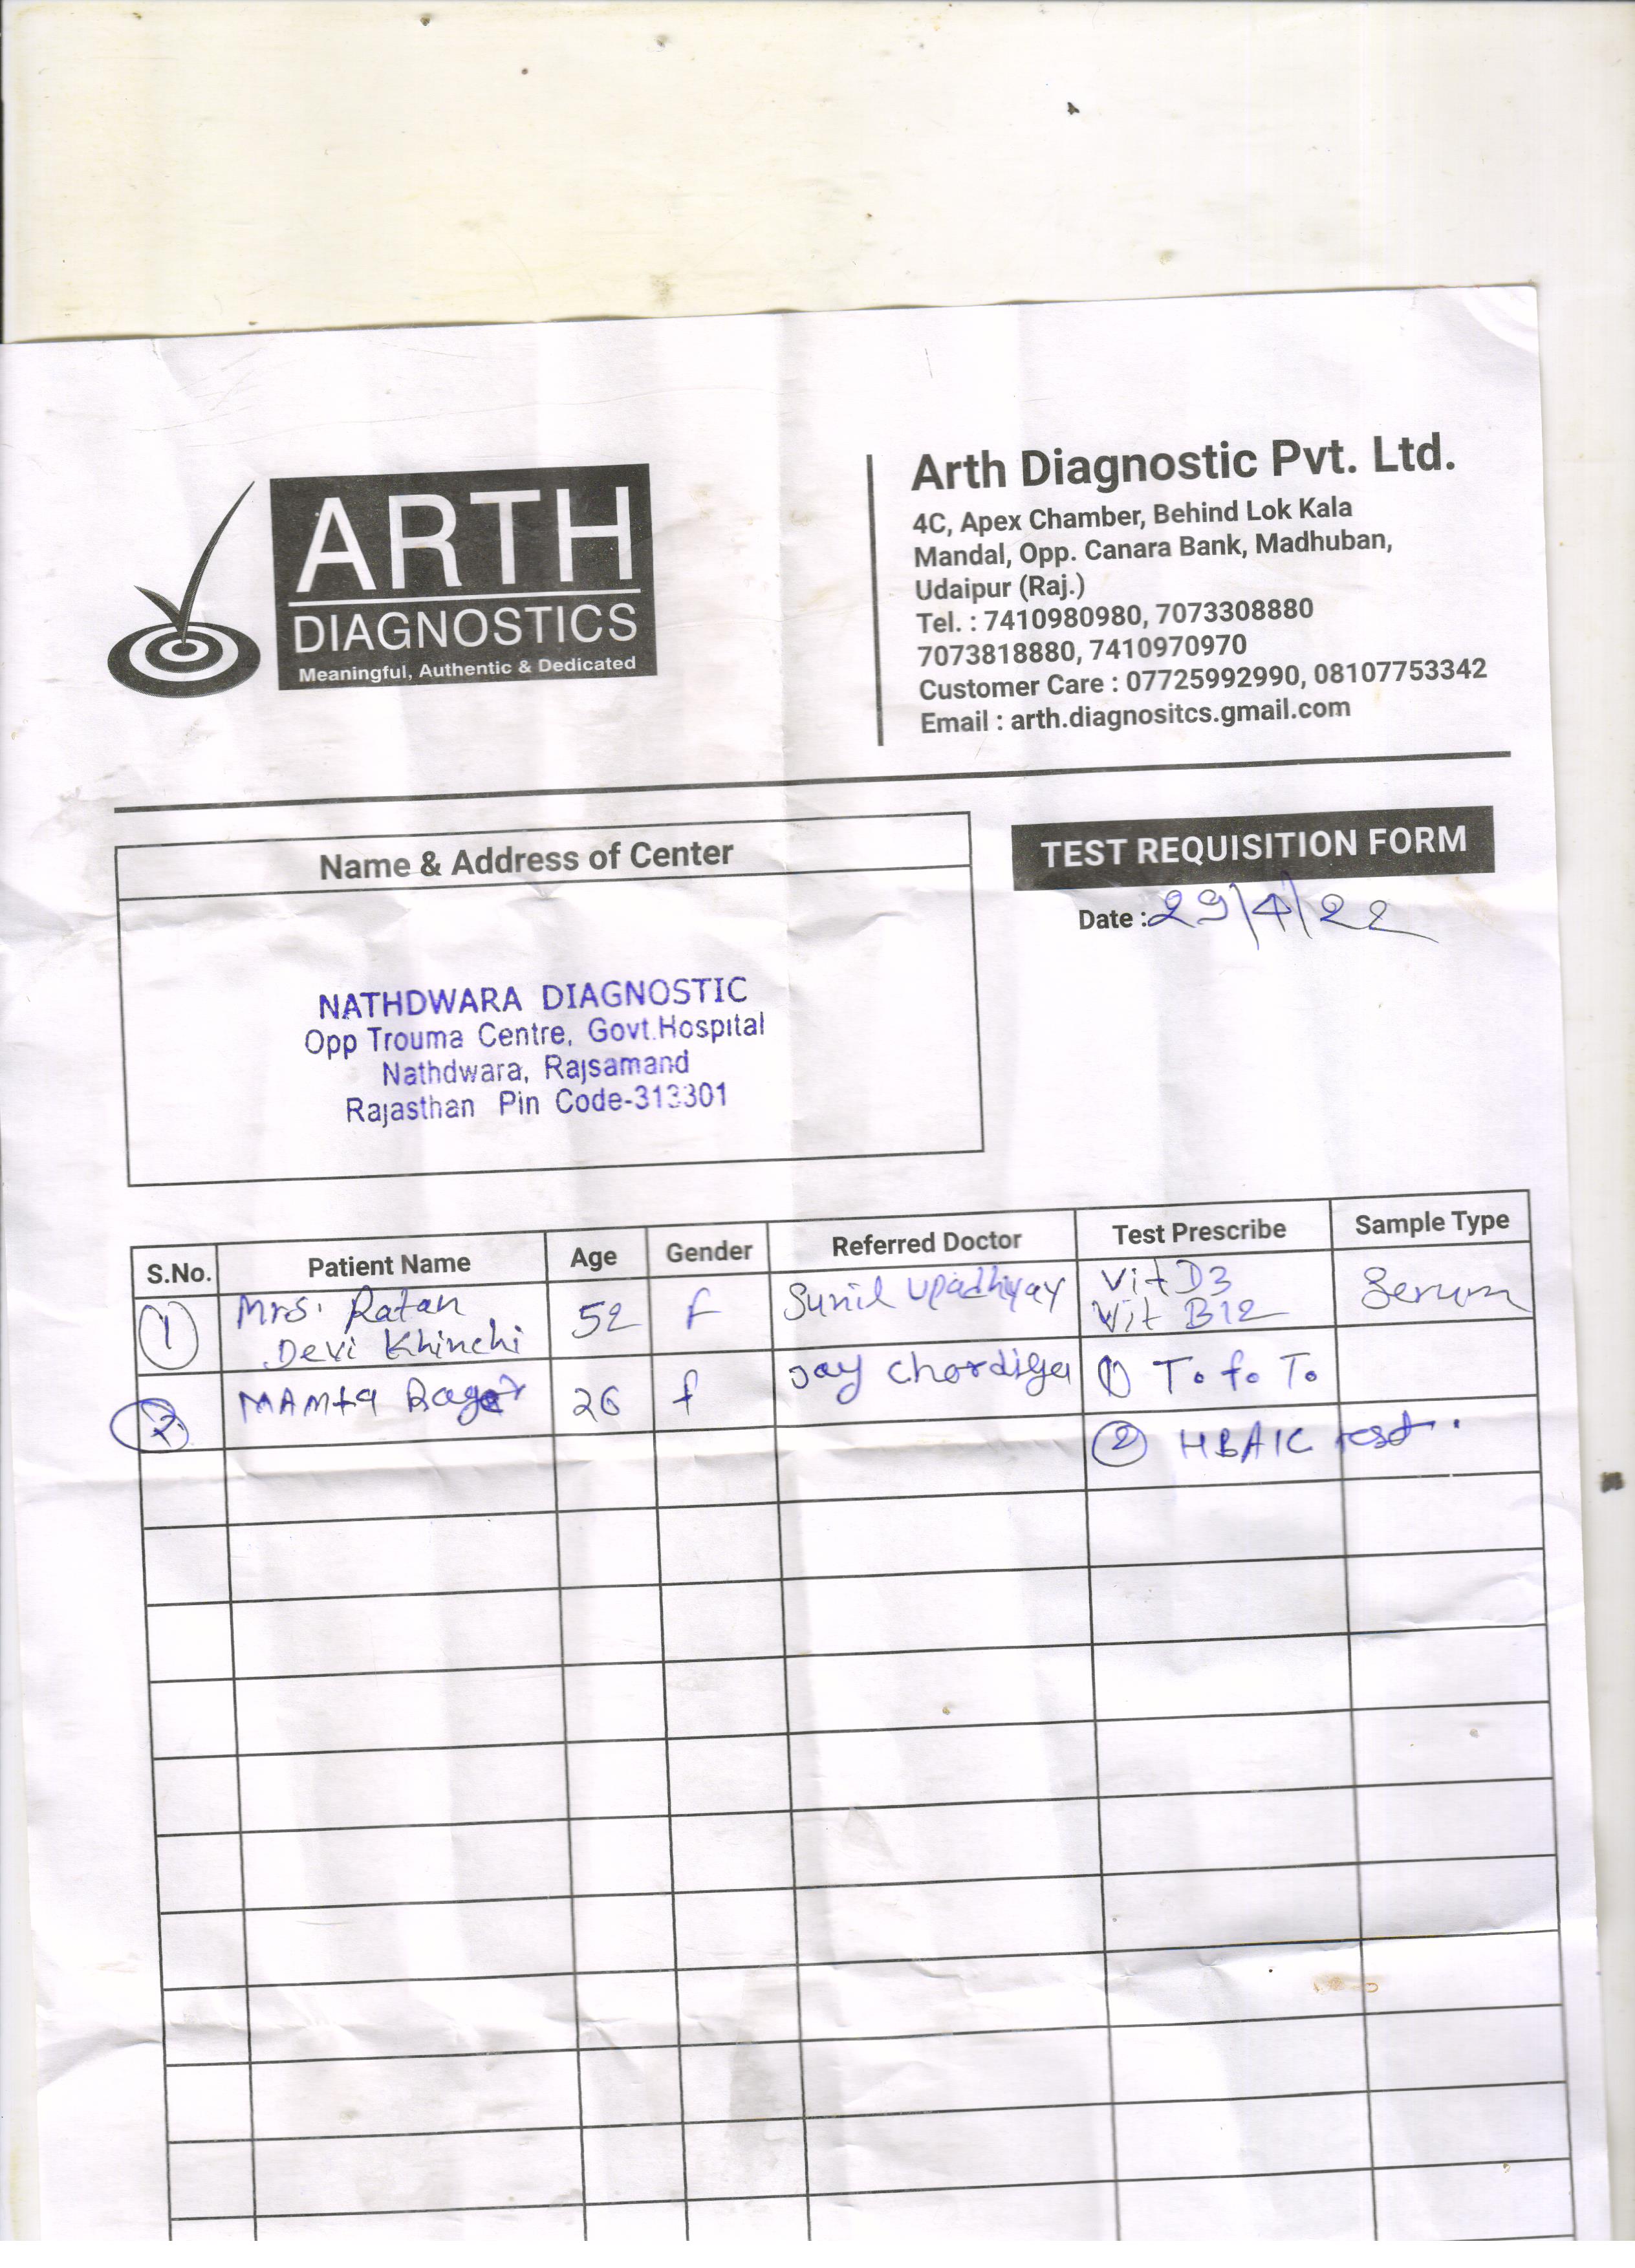 ARTH
DIAGNOSTICS
Meaningful, Authentic & Dedicated
Arth Diagnostic Pvt. Ltd.
4C, Apex Chamber, Behind Lok Kala
Mandal, Opp. Canara Bank, Madhuban,
Udaipur (Raj.)
Tel. : 7410980980, 7073308880
7073818880, 7410970970
Customer Care : 07725992990, 08107753342
Email : arth.diagnositcs.gmail.com
Name & Address of Center
TEST REQUISITION FORM
Date : 29/4/22
NATHDWARA DIAGNOSTIC
Opp Trouma Centre, Govt.Hospital
Nathdwara, Rajsamand
Rajasthan Pin Code-313301
S.No. Patient Name Age Gender Referred Doctor Test Prescribe Sample Type
1 Mrs. Ratan Devi Khinchi 52 F Sunil Upadhyay Vit D3 Vit B12 Serum
2 MAMta 26 f Jay Chordiya 1) T. f. T.
2 HBA1C test